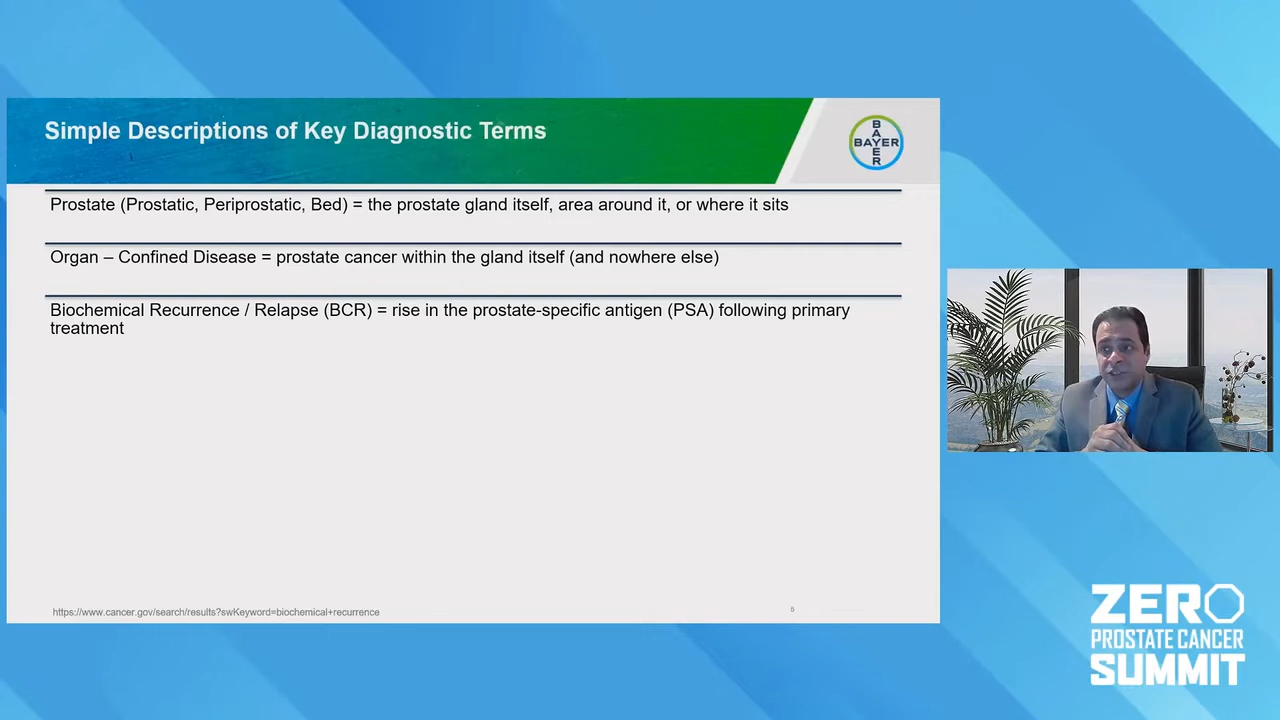 Simple Descriptions of Key Diagnostic Terms
BAYER
BAYER
Prostate (Prostatic, Periprostatic, Bed) = the prostate gland itself, area around it, or where it sits
Organ – Confined Disease = prostate cancer within the gland itself (and nowhere else)
Biochemical Recurrence / Relapse (BCR) = rise in the prostate-specific antigen (PSA) following primary
treatment
https://www.cancer.gov/search/results?swKeyword=biochemical+recurrence
5
ZERO
PROSTATE CANCER
SUMMIT